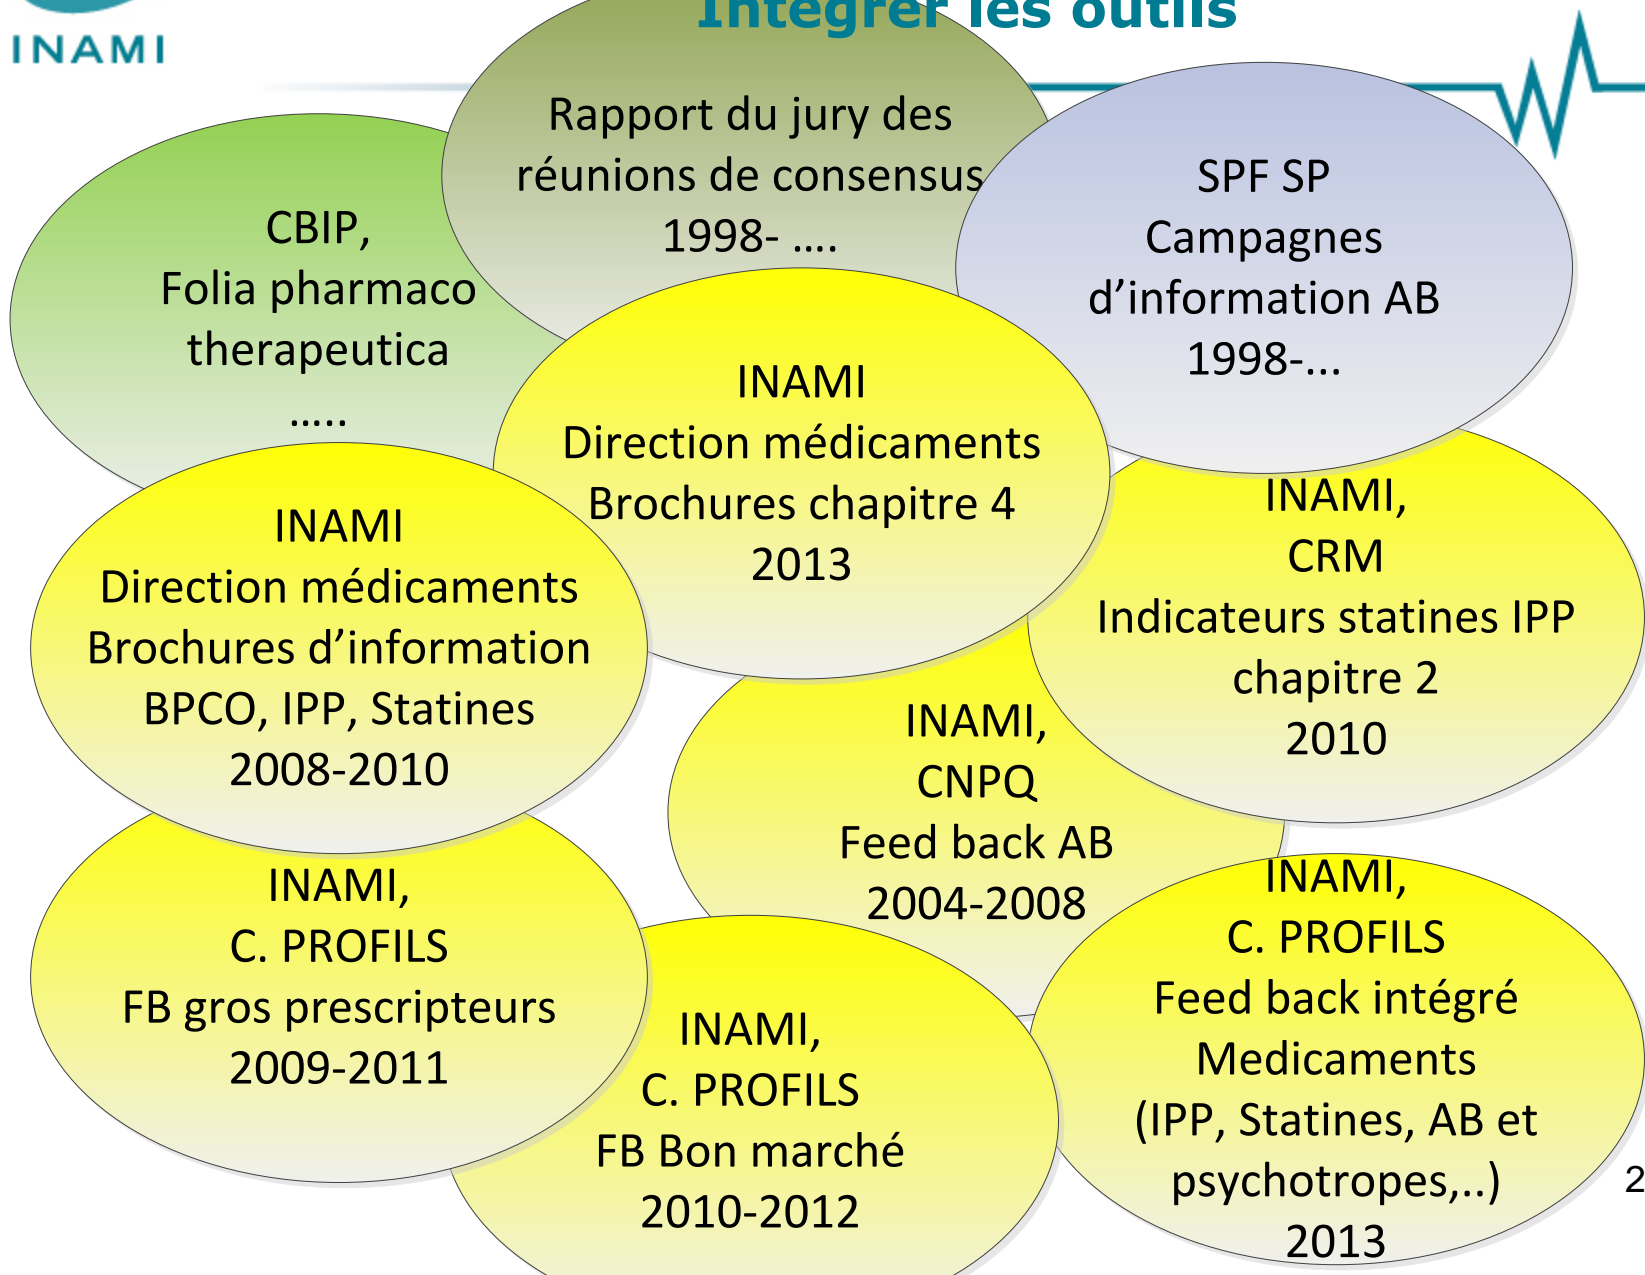 Intégrer les outils
INAMI
Rapport du jury des
réunions de consensus
1998- ....
SPF SP
Campagnes
d’information AB
1998-...
CBIP,
Folia pharmaco
therapeutica
.....
INAMI
Direction médicaments
Brochures chapitre 4
2013
INAMI
Direction médicaments
Brochures d’information
BPCO, IPP, Statines
2008-2010
INAMI,
CRM
Indicateurs statines IPP
chapitre 2
2010
INAMI,
CNPQ
Feed back AB
2004-2008
INAMI,
C. PROFILS
FB gros prescripteurs
2009-2011
INAMI,
C. PROFILS
FB Bon marché
2010-2012
INAMI,
C. PROFILS
Feed back intégré
Medicaments
(IPP, Statines, AB et
psychotropes,..)
2013
2